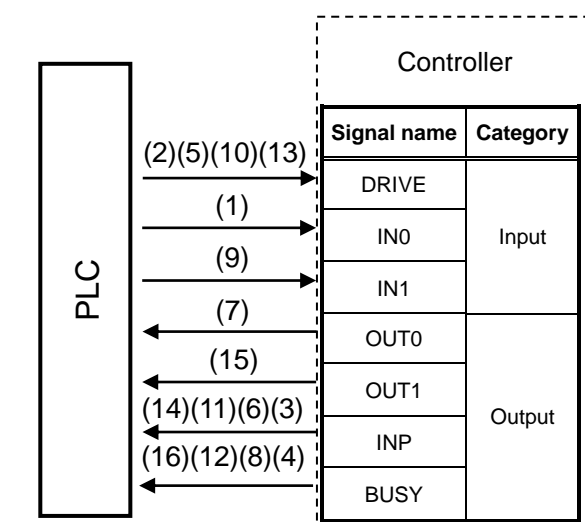 Controller
Signal name Category
(2)(5)(10)(13)
DRIVE
(1)
IN0
Input
(9)
IN1
PLC
(7)
OUT0
(15)
OUT1
Output
(14)(11)(6)(3)
INP
(16)(12)(8)(4)
BUSY